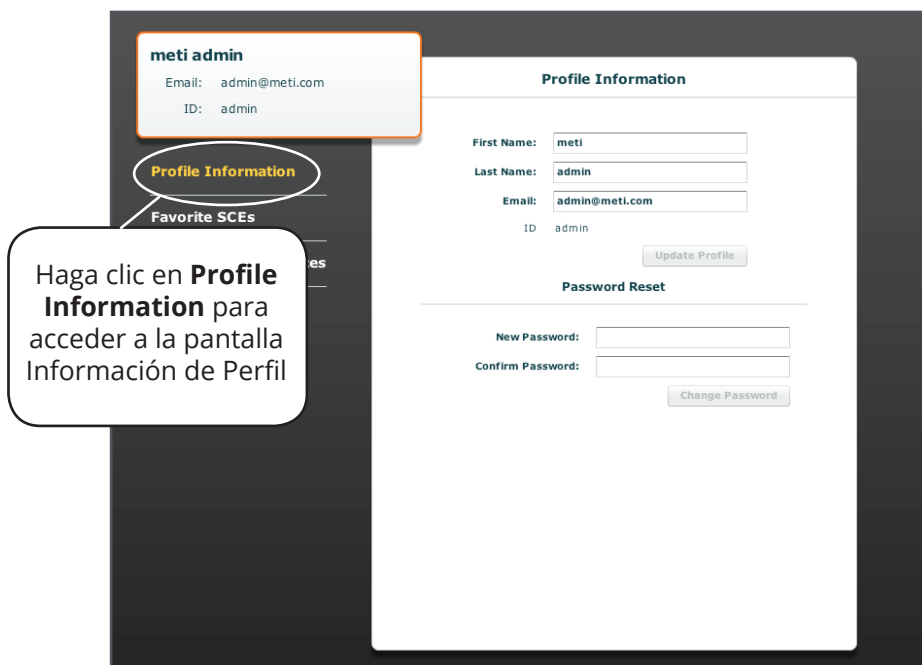 meti admin
Email: admin@meti.com
ID: admin
Profile Information
Favorite SCEs
Haga clic en Profile
Information para
acceder a la pantalla
Información de Perfil
Profile Information
First Name: meti
Last Name: admin
Email: admin@meti.com
ID admin
Update Profile
Password Reset
New Password:
Confirm Password:
Change Password